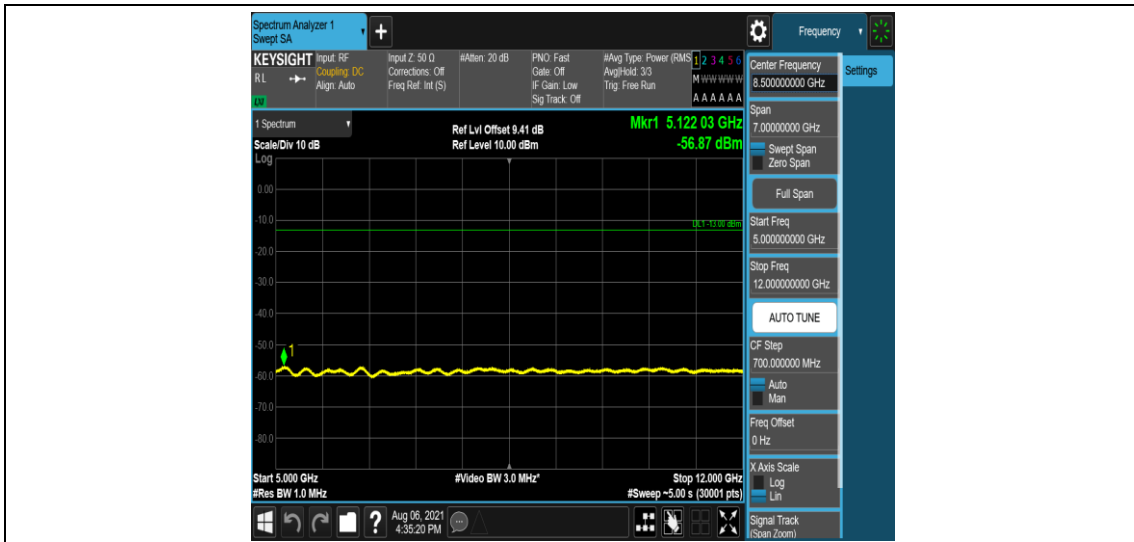 Spectrum Analyzer 1
Swept SA
+
Frequency
KEYSIGHT
RL
LM
Input: RF
Coupling: DC
Align: Auto
Input Z: 50 Ω
Corrections: Off
Freq Ref: Int (S)
#Atten: 20 dB
PNO: Fast
Gate: Off
IF Gain: Low
Sig Track: Off
#Avg Type: Power (RMS
Avg|Hold: 3/3
Trig: Free Run
1 2 3 4 5 6
M W W W W W
A A A A A A
1 Spectrum
Scale/Div 10 dB
Ref Lvl Offset 9.41 dB
Ref Level 10.00 dBm
Mkr1 5.122 03 GHz
-56.87 dBm
Log
0.00
-10.0
DL1 -13.00 dBm
-20.0
-30.0
-40.0
-50.0
1
-60.0
-70.0
-80.0
Start 5.000 GHz
#Video BW 3.0 MHz*
Stop 12.000 GHz
#Res BW 1.0 MHz
#Sweep ~5.00 s (30001 pts)
?
Aug 06, 2021
4:35:20 PM
Center Frequency
8.500000000 GHz
Settings
Span
7.00000000 GHz
Swept Span
Zero Span
Full Span
Start Freq
5.000000000 GHz
Stop Freq
12.000000000 GHz
AUTO TUNE
CF Step
700.000000 MHz
Auto
Man
Freq Offset
0 Hz
X Axis Scale
Log
Lin
Signal Track
(Span Zoom)